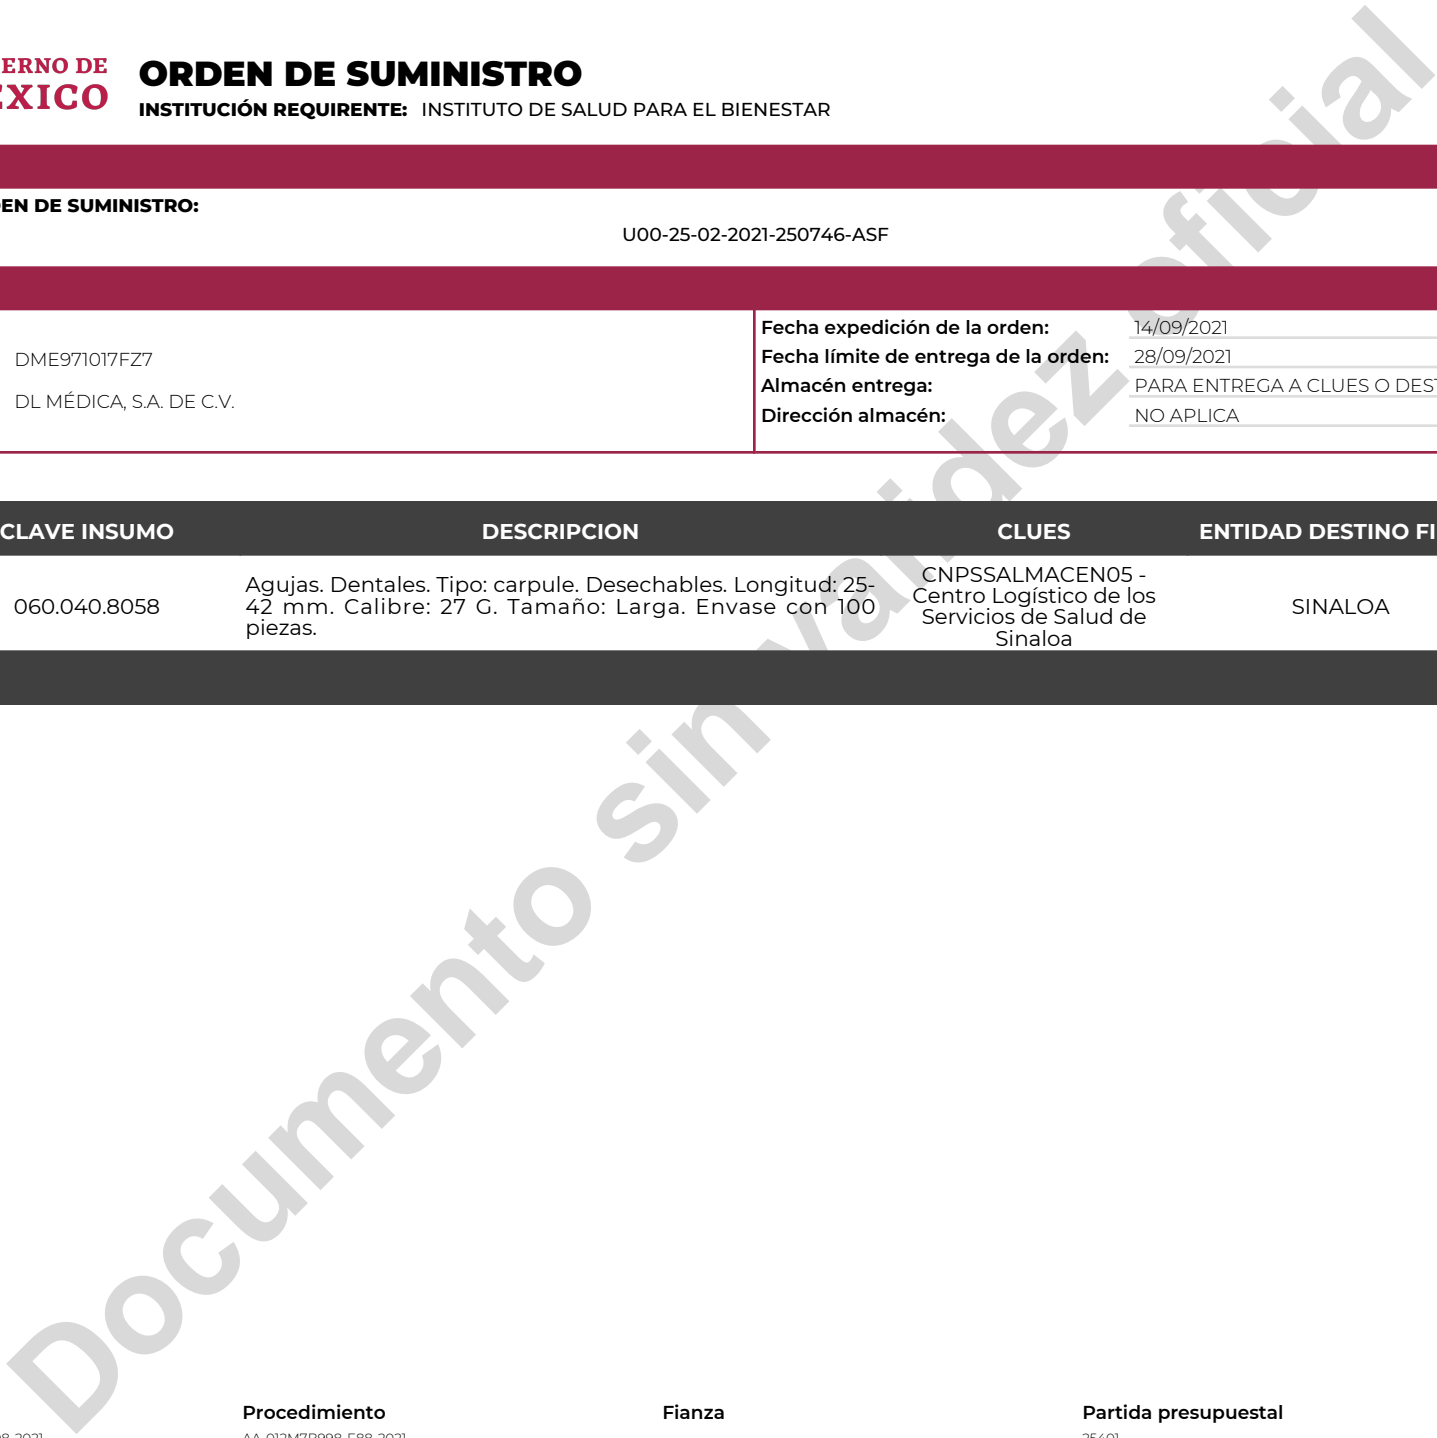 ERNO DE
ORDEN DE SUMINISTRO
INSTITUCIÓN REQUIRENTE: INSTITUTO DE SALUD PARA EL BIENESTAR
EN DE SUMINISTRO:
U00-25-02-2021-250746-ASF
DME971017FZ7
DL MÉDICA, S.A. DE C.V.
Fecha expedición de la orden: 14/09/2021
Fecha límite de entrega de la orden: 28/09/2021
Almacén entrega: PARA ENTREGA A CLUES O DEST
Dirección almacén: NO APLICA
CLAVE INSUMO DESCRIPCION CLUES ENTIDAD DESTINO FI
060.040.8058
Agujas. Dentales. Tipo: carpule. Desechables. Longitud: 25-
42 mm. Calibre: 27 G. Tamaño: Larga. Envase con 100
piezas.
CNPSSALMACEN05 -
Centro Logístico de los
Servicios de Salud de
Sinaloa
SINALOA
Documento sin validez oficial
Procedimiento Fianza Partida presupuestal